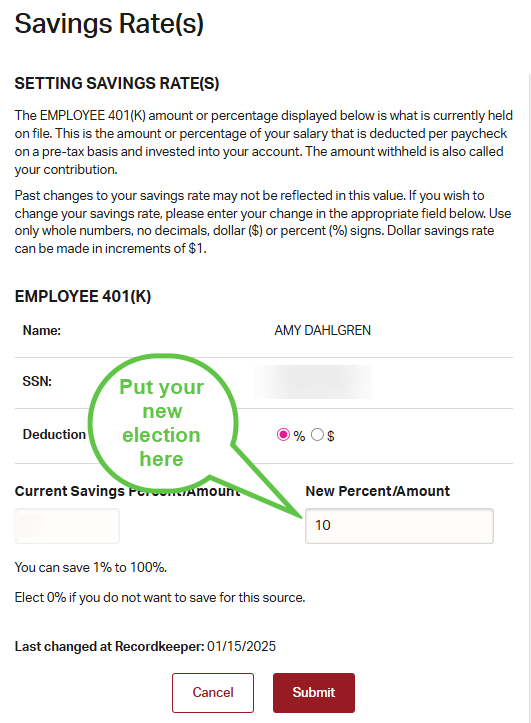 Savings Rate(s)
SETTING SAVINGS RATE(S)
The EMPLOYEE 401(K) amount or percentage displayed below is what is currently held
on file. This is the amount or percentage of your salary that is deducted per paycheck
on a pre-tax basis and invested into your account. The amount withheld is also called
your contribution.
Past changes to your savings rate may not be reflected in this value. If you wish to
change your savings rate, please enter your change in the appropriate field below. Use
only whole numbers, no decimals, dollar ($) or percent (%) signs. Dollar savings rate
can be made in increments of $1.
EMPLOYEE 401(K)
Name: AMY DAHLGREN
SSN:
Put your
new
election
here
Deduction % $
Current Savings Percent/Amount New Percent/Amount
10
You can save 1% to 100%.
Elect 0% if you do not want to save for this source.
Last changed at Recordkeeper: 01/15/2025
Cancel Submit